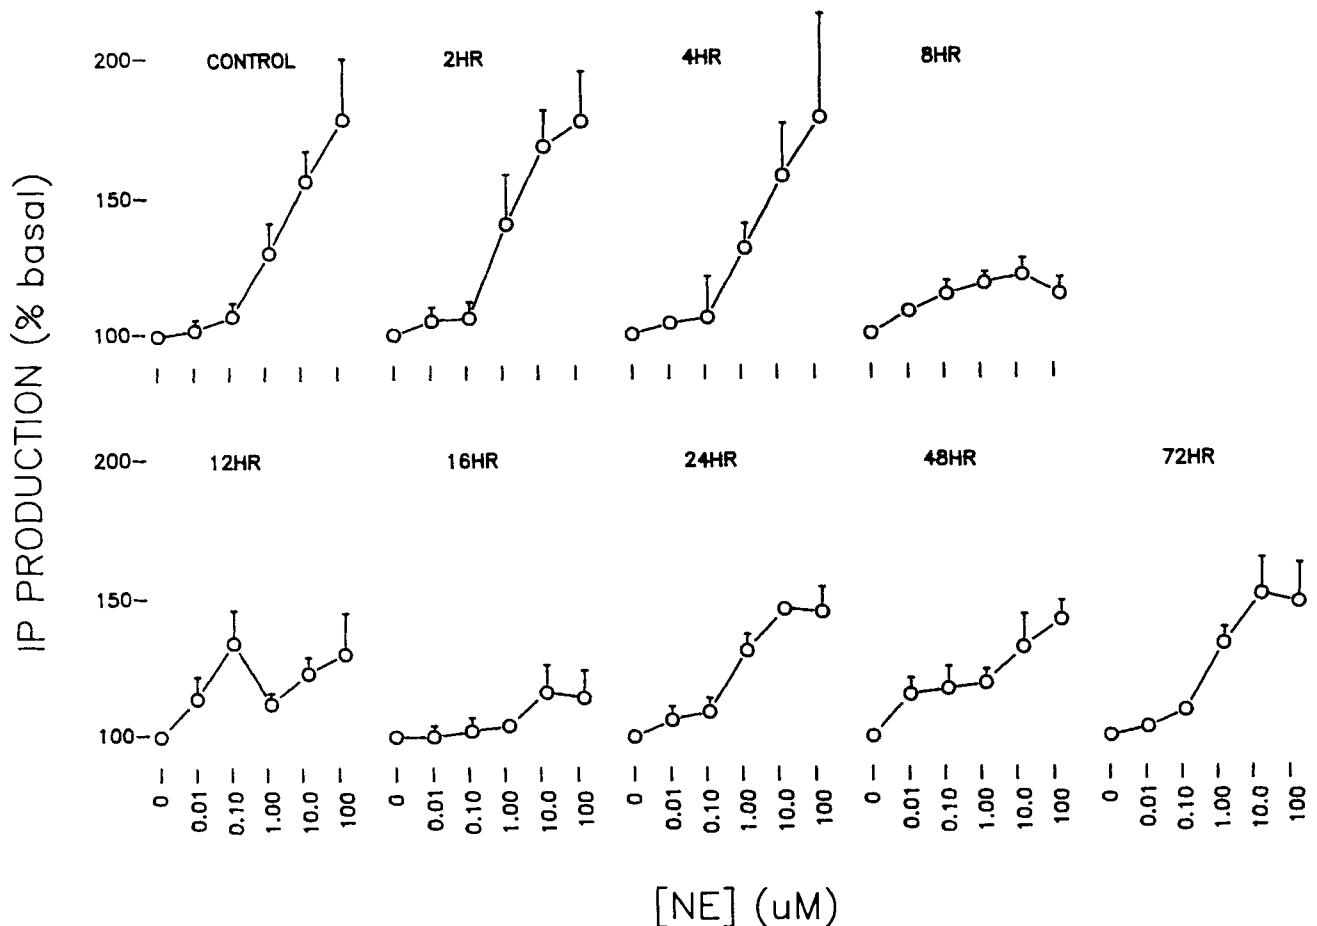 IP PRODUCTION (% basal)
200-
150-
100-
CONTROL
2HR
4HR
8HR
200-
150-
100-
12HR
16HR
24HR
48HR
72HR
0 0.01 0.10 1.00 10.0 100
0 0.01 0.10 1.00 10.0 100
0 0.01 0.10 1.00 10.0 100
0 0.01 0.10 1.00 10.0 100
0 0.01 0.10 1.00 10.0 100
[NE] (uM)